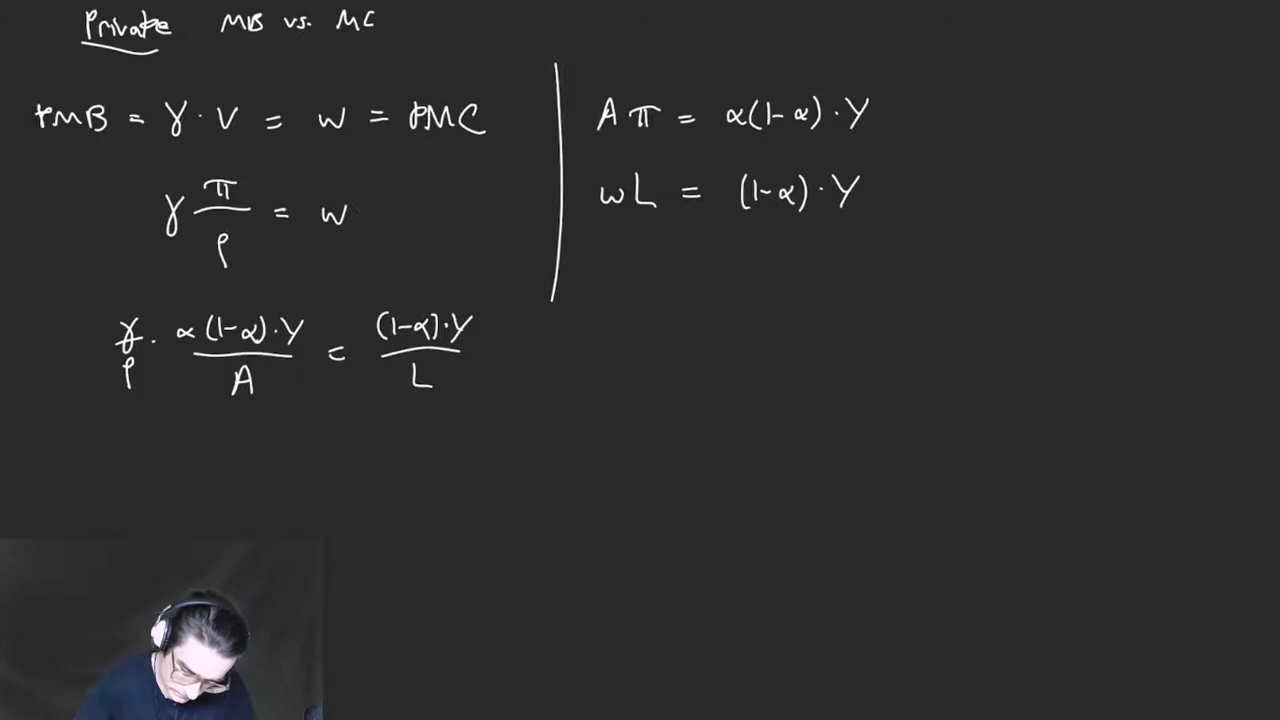 Private MB vs. MC
PMB = γ · V = w = PMC
γ π/ρ = w
γ/ρ · α(1-α)·Y/A = (1-α)·Y/L
Aπ = α(1-α)·Y
wL = (1-α)·Y